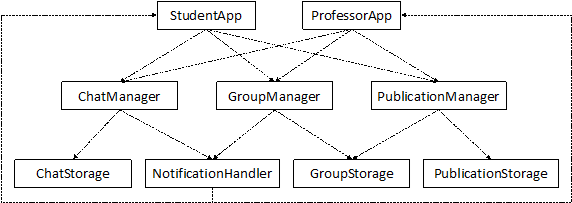 StudentApp
ProfessorApp
ChatManager
GroupManager
PublicationManager
ChatStorage
NotificationHandler
GroupStorage
PublicationStorage